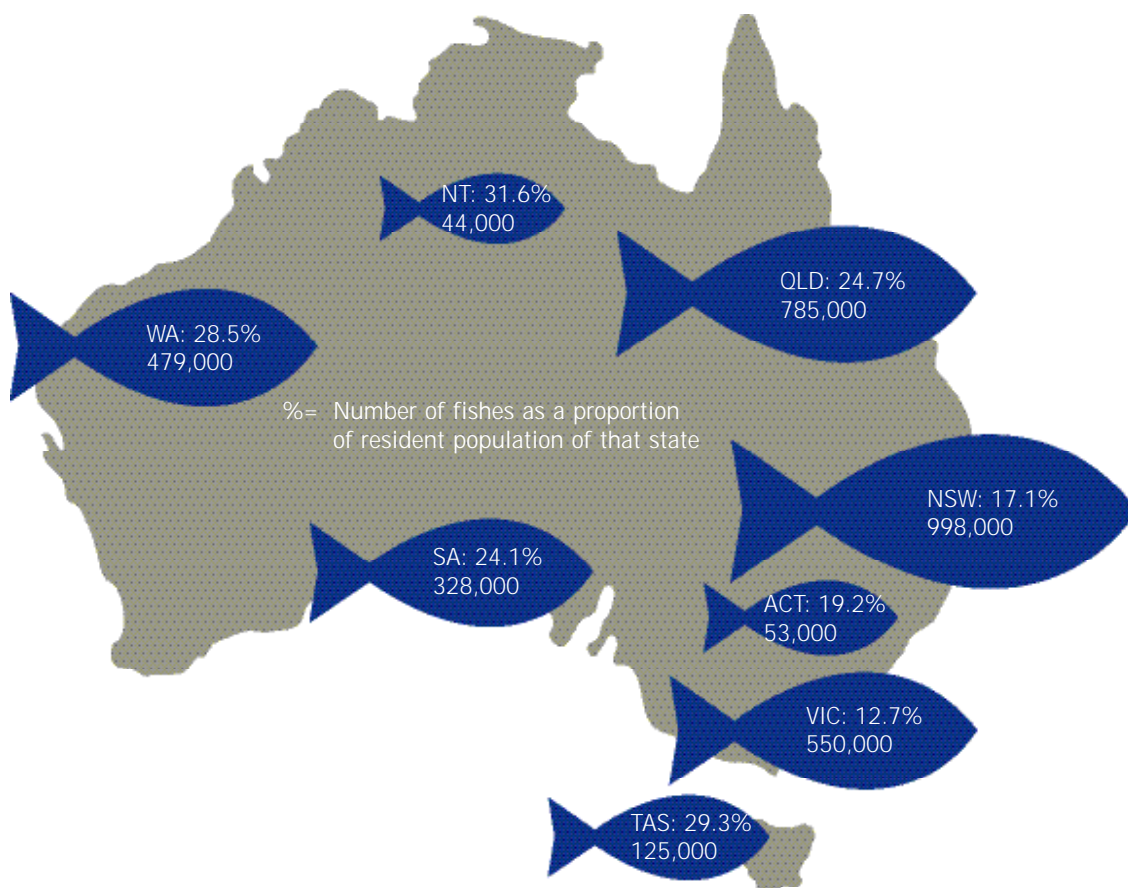 NT: 31.6%
44,000
QLD: 24.7%
785,000
WA: 28.5%
479,000
%= Number of fishes as a proportion
of resident population of that state
NSW: 17.1%
998,000
SA: 24.1%
328,000
ACT: 19.2%
53,000
VIC: 12.7%
550,000
TAS: 29.3%
125,000